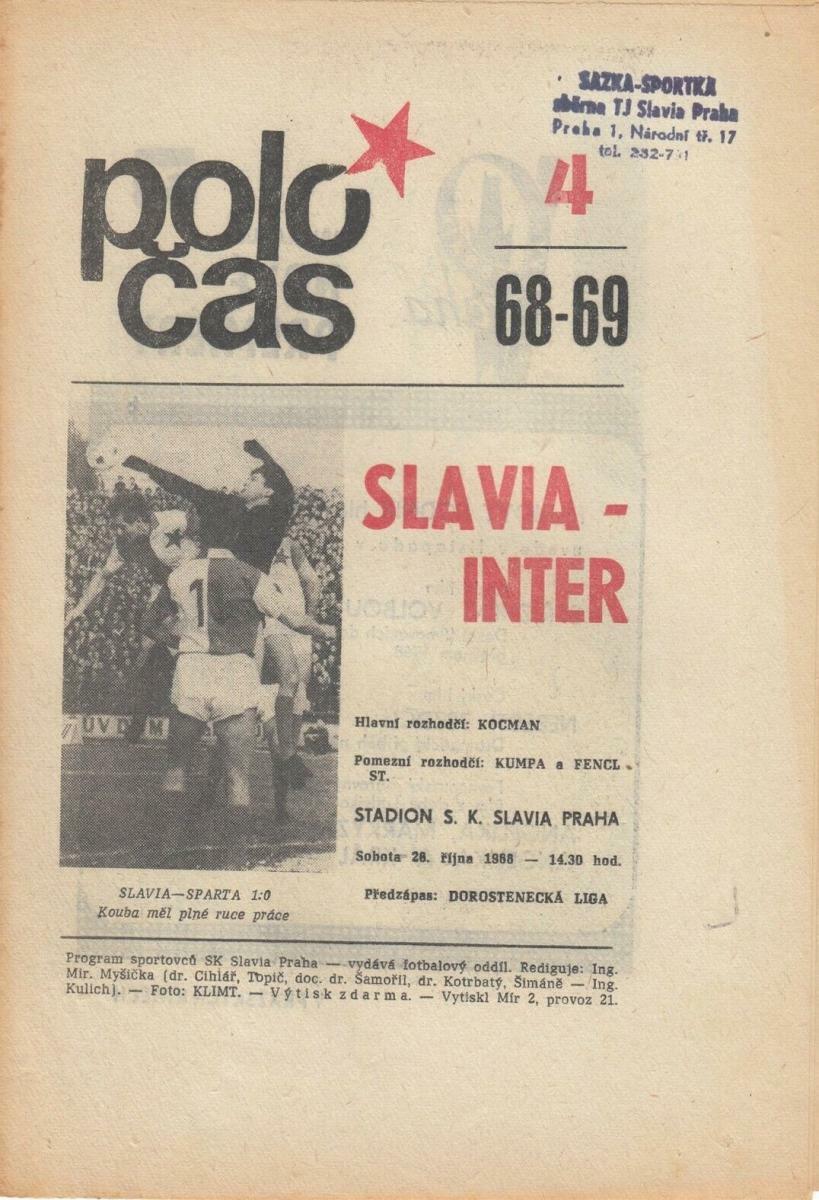 SAZKA-SPORTKA
sběrna TJ Slavia Praha
Praha 1, Národní tř. 17
tel.
polo
čas
4
68-69
SLAVIA -
INTER
1
Hlavní rozhodčí: KOCMAN
Pomezní rozhodčí: KUMPA a FENCL
ST.
STADION S. K. SLAVIA PRAHA
Sobota 26. října 1968 — 14.30 hod.
Předzápas: DOROSTENECKÁ LIGA
SLAVIA—SPARTA 1:0
Kouba měl plné ruce práce
Program sportovců SK Slavia Praha — vydává fotbalový oddíl. Rediguje: Ing.
Mir. Myšička (dr. Cihlář, Topič, doc. dr. Šamořil, dr. Kotrbatý, Šimáně — Ing.
Kulich). — Foto: KLIMT. — Výtisk zdarma. — Vytiskl Mír 2, provoz 21.